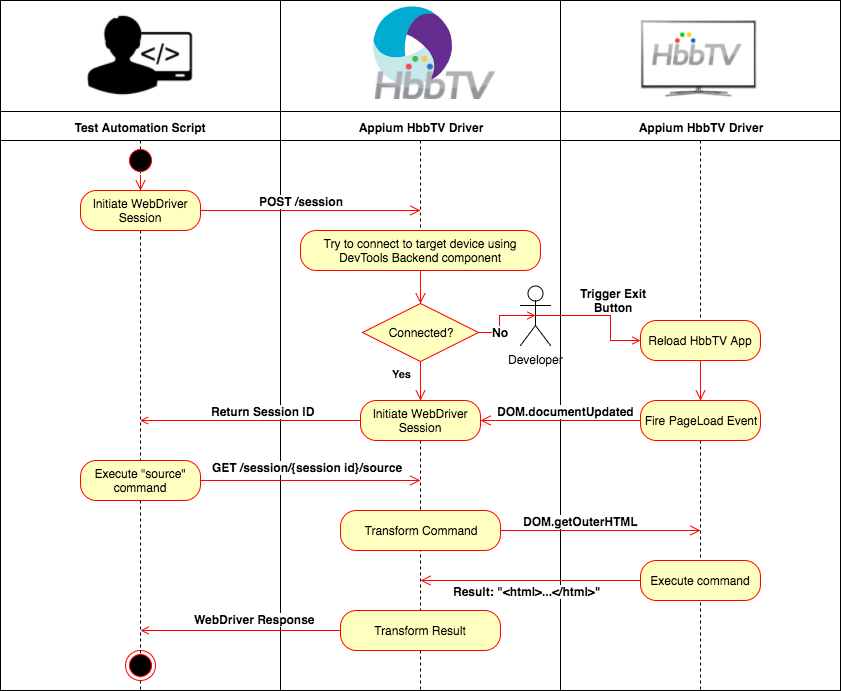 </>
HbbTV
HbbTV
Test Automation Script
Appium HbbTV Driver
Appium HbbTV Driver
Initiate WebDriver
Session
POST /session
Try to connect to target device using
DevTools Backend component
Connected?
No
Developer
Trigger Exit
Button
Reload HbbTV App
Yes
Return Session ID
Initiate WebDriver
Session
DOM.documentUpdated
Fire PageLoad Event
Execute "source"
command
GET /session/{session id}/source
Transform Command
DOM.getOuterHTML
Execute command
Result: "<html>...</html>"
WebDriver Response
Transform Result